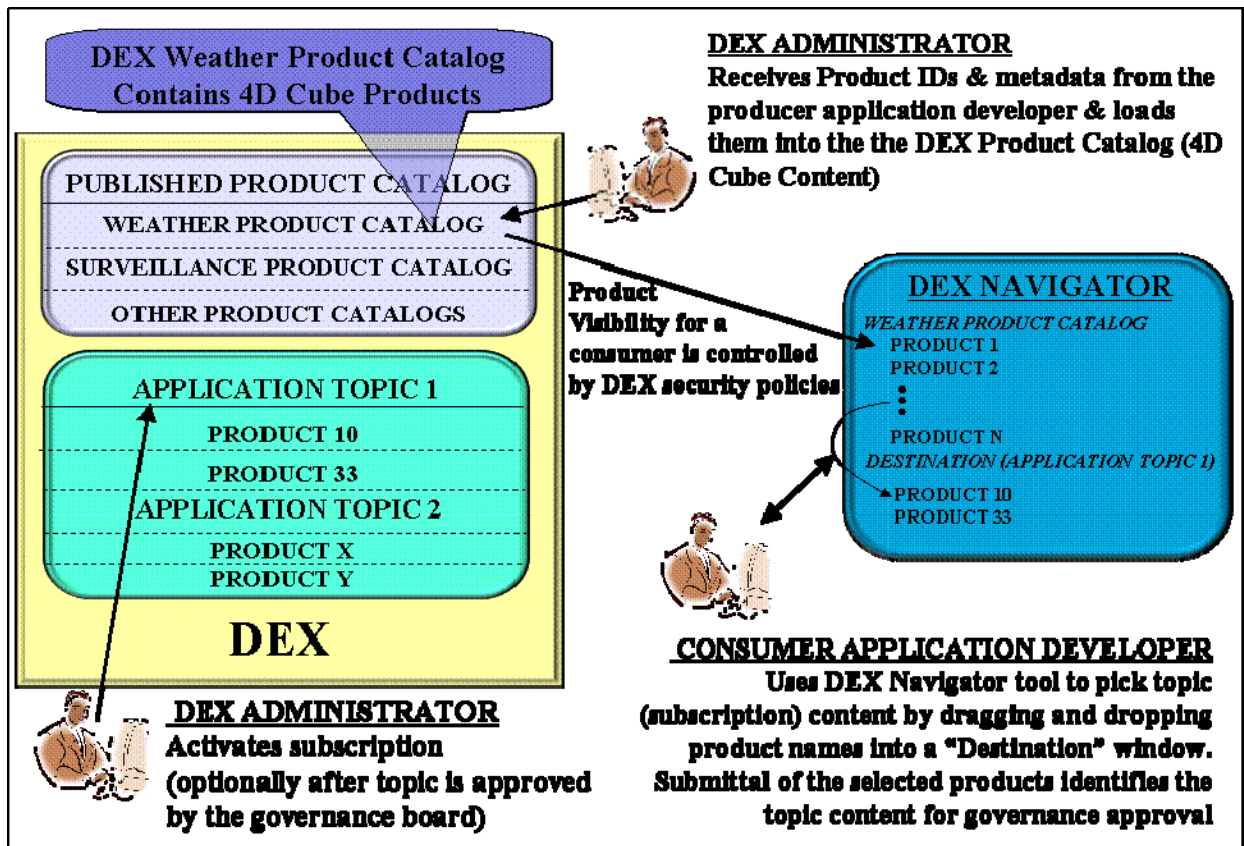 DEX Weather Product Catalog
Contains 4D Cube Products
DEX ADMINISTRATOR
Receives Product IDs & metadata from the
producer application developer & loads
them into the the DEX Product Catalog (4D
Cube Content)
PUBLISHED PRODUCT CATALOG
WEATHER PRODUCT CATALOG
SURVEILLANCE PRODUCT CATALOG
OTHER PRODUCT CATALOGS
Product
Visibility for a
consumer is controlled
by DEX security policies
DEX NAVIGATOR
WEATHER PRODUCT CATALOG
PRODUCT 1
PRODUCT 2
PRODUCT N
DESTINATION (APPLICATION TOPIC 1)
PRODUCT 10
PRODUCT 33
APPLICATION TOPIC 1
PRODUCT 10
PRODUCT 33
APPLICATION TOPIC 2
PRODUCT X
PRODUCT Y
DEX
DEX ADMINISTRATOR
Activates subscription
(optionally after topic is approved
by the governance board)
CONSUMER APPLICATION DEVELOPER
Uses DEX Navigator tool to pick topic
(subscription) content by dragging and dropping
product names into a “Destination” window.
Submittal of the selected products identifies the
topic content for governance approval